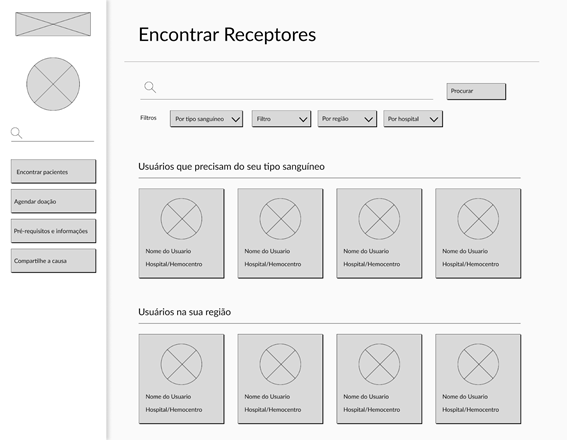 Encontrar Receptores
Procurar
Filtros
Por tipo sanguíneo
Filtro
Por região
Por hospital
Encontrar pacientes
Agendar doação
Pré-requisitos e informações
Compartilhe a causa
Usuários que precisam do seu tipo sanguíneo
Nome do Usuario
Hospital/Hemocentro
Nome do Usuario
Hospital/Hemocentro
Nome do Usuario
Hospital/Hemocentro
Nome do Usuario
Hospital/Hemocentro
Usuários na sua região
Nome do Usuario
Hospital/Hemocentro
Nome do Usuario
Hospital/Hemocentro
Nome do Usuario
Hospital/Hemocentro
Nome do Usuario
Hospital/Hemocentro